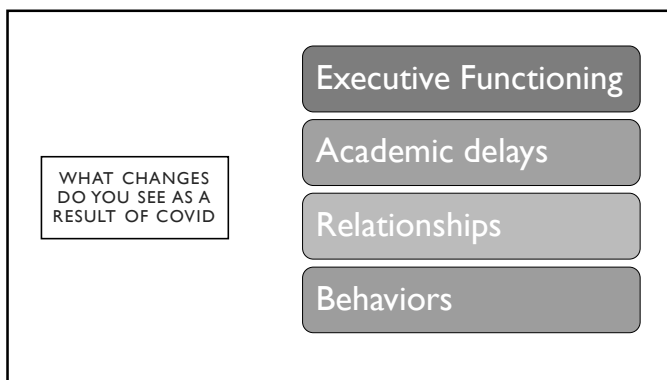 WHAT CHANGES
DO YOU SEE AS A
RESULT OF COVID
Executive Functioning
Academic delays
Relationships
Behaviors